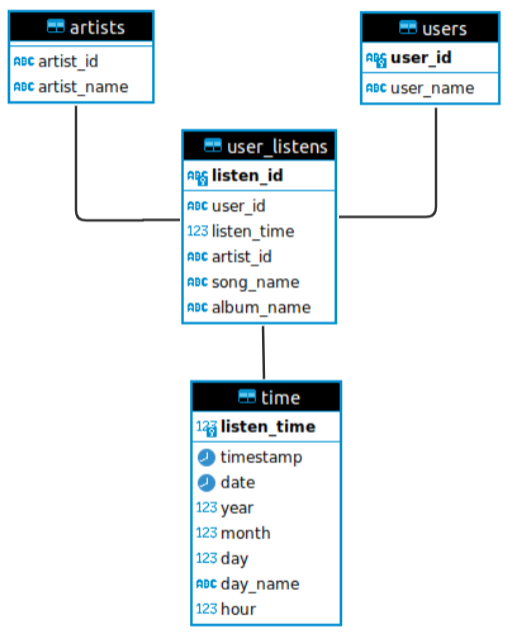 artists
ABC artist_id
ABC artist_name
users
ABC user_id
ABC user_name
user_listens
ABC listen_id
ABC user_id
123 listen_time
ABC artist_id
ABC song_name
ABC album_name
time
123 listen_time
timestamp
date
123 year
123 month
123 day
ABC day_name
123 hour